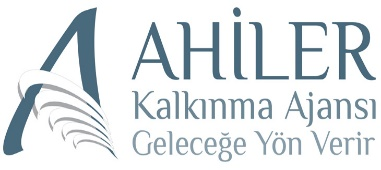 AHİLER
Kalkınma Ajansı
Geleceğe Yön Verir